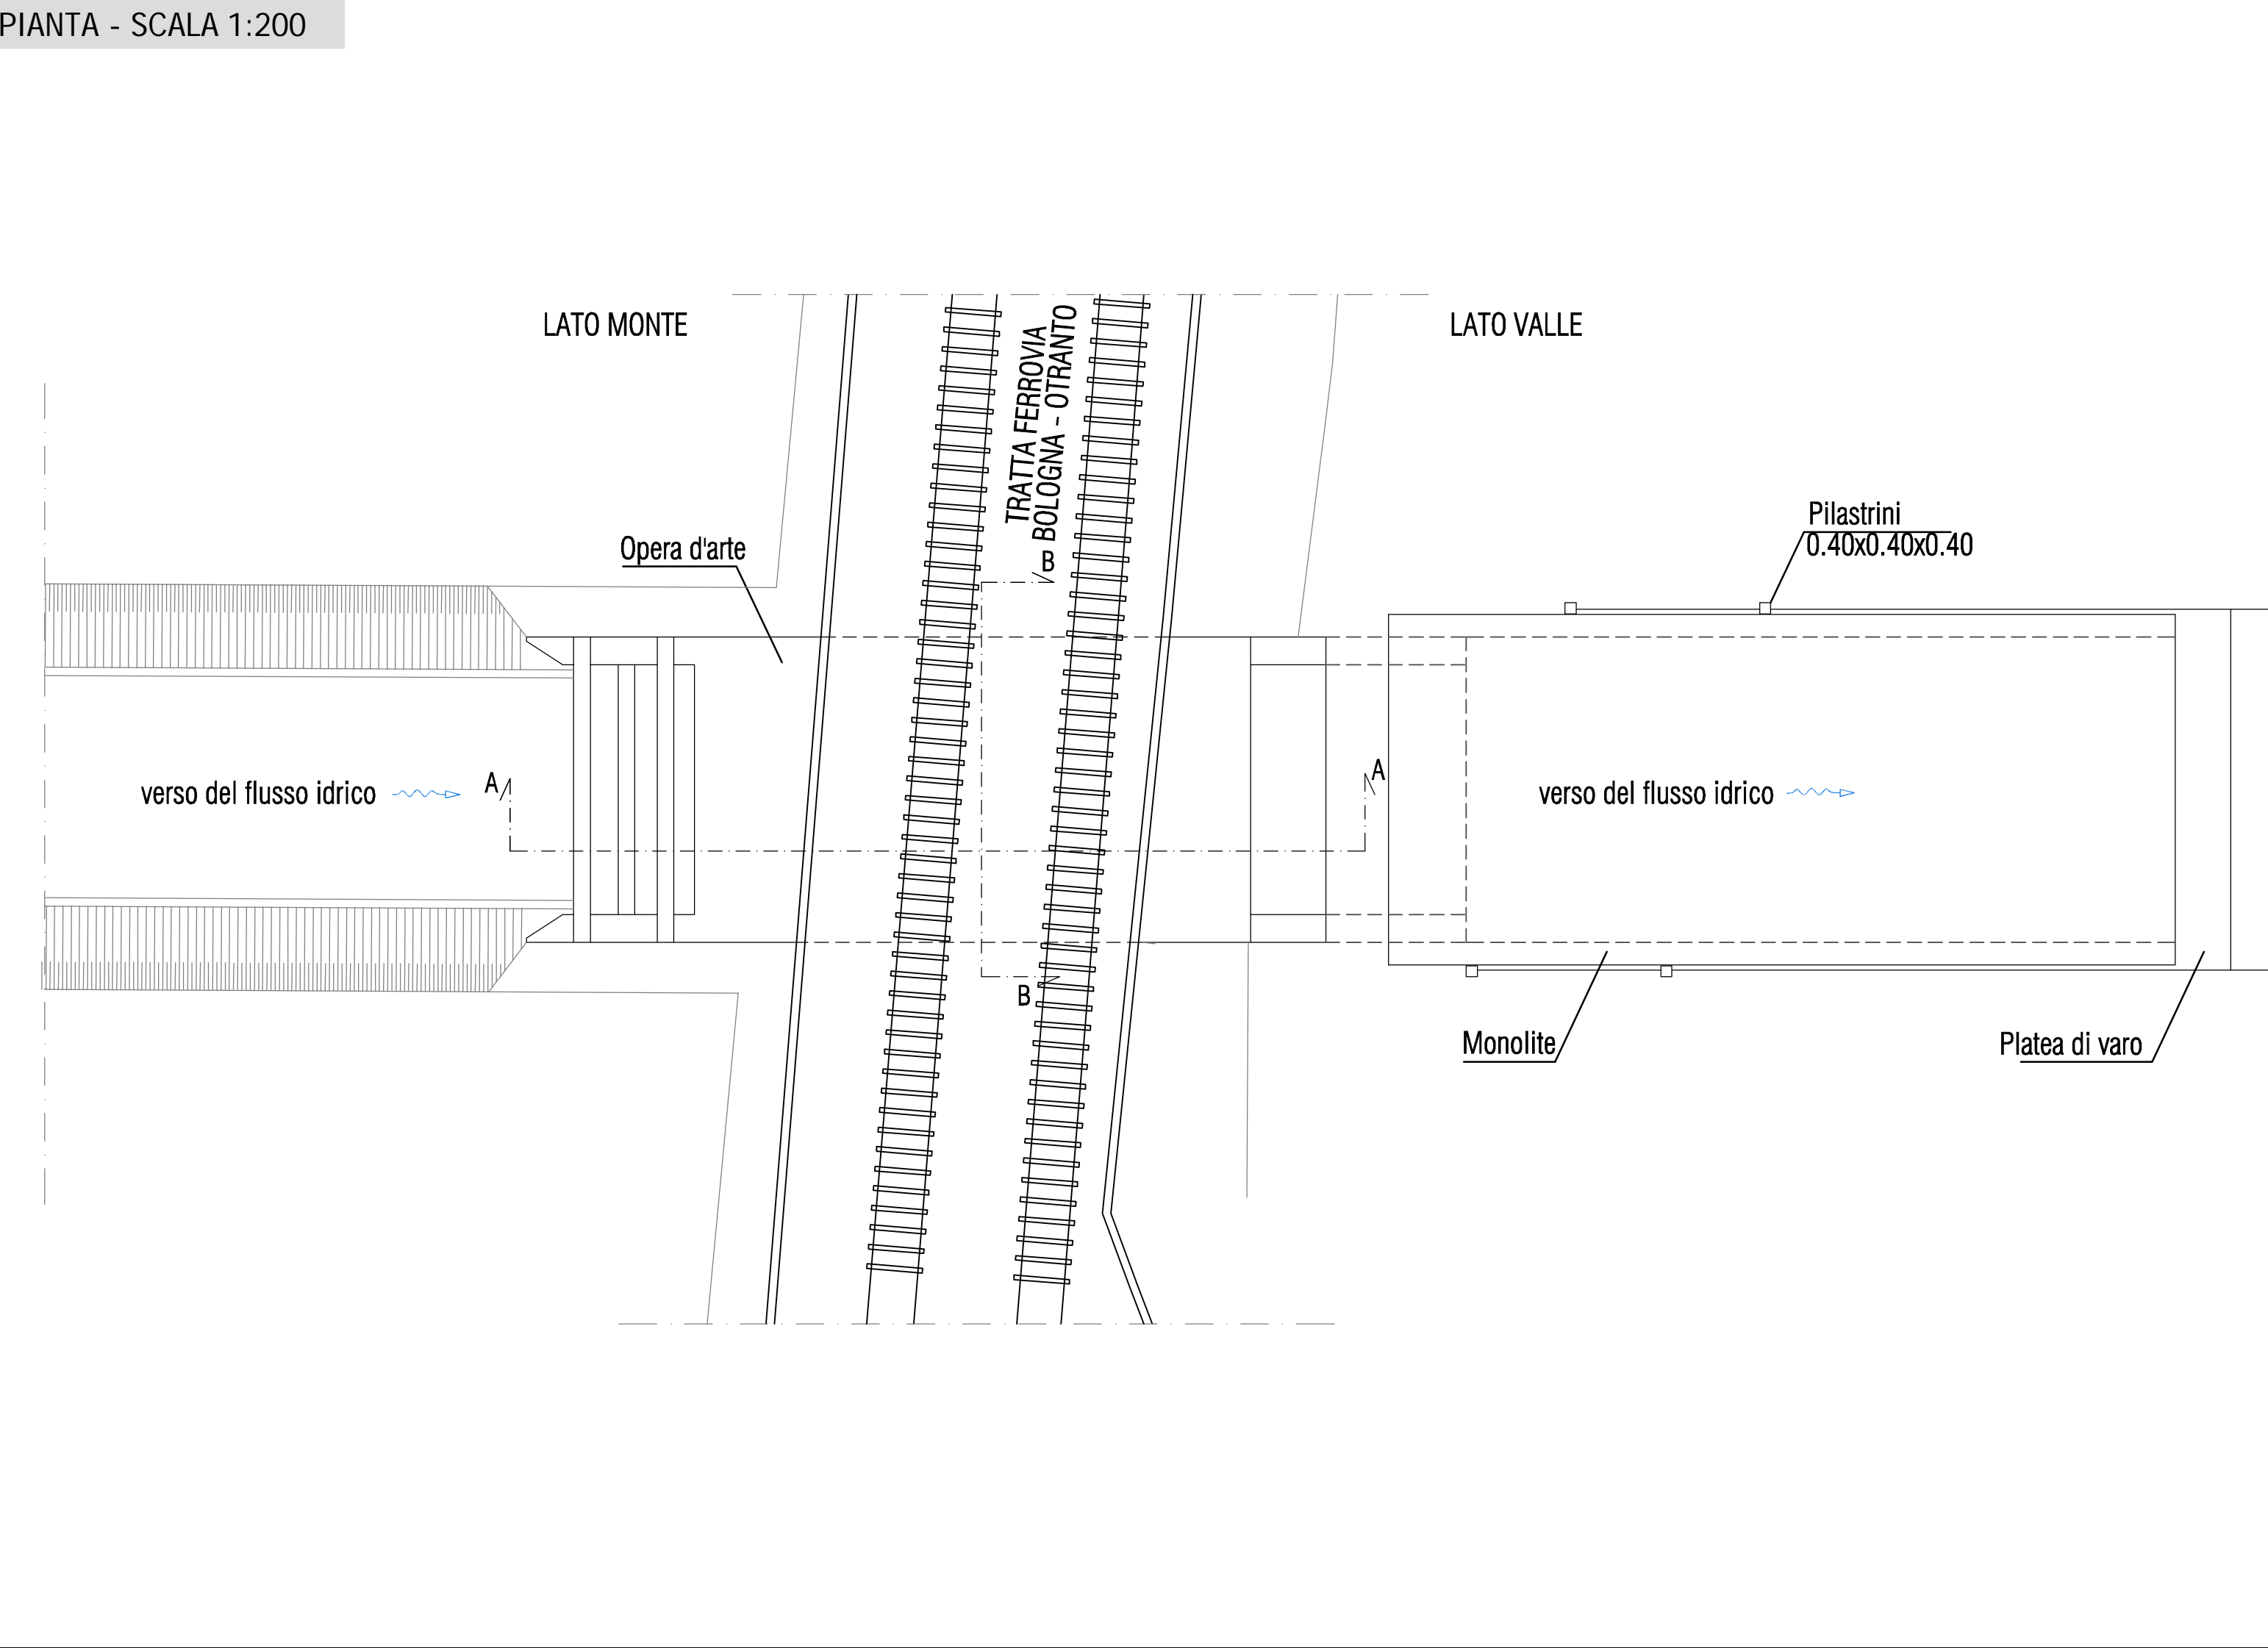 PIANTA - SCALA 1:200
LATO MONTE
LATO VALLE
TRATTA FERROVIA
BOLOGNA - OTRANTO
Pilastrini
0.40x0.40x0.40
Opera d'arte
B
verso del flusso idrico
A
A
verso del flusso idrico
B
Monolite
Platea di varo